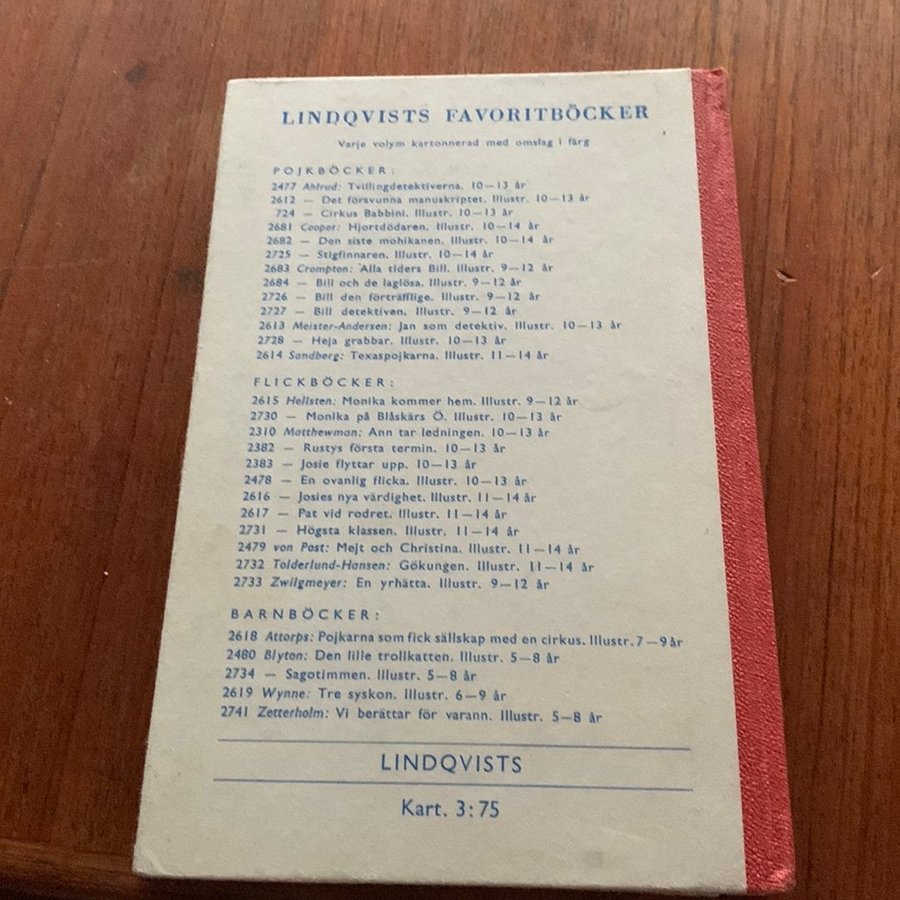 LINDQVISTS FAVORITBÖCKER
Varje volym kartonnerad med omslag i färg
POJKBÖCKER:
2477 Ahlrud: Tvillingdetektiverna. 10—13 år
2612 — Det försvunna manuskriptet. Illustr. 10—13 år
724 — Cirkus Babbini. Illustr. 10—13 år
2681 Cooper: Hjortdödaren. Illustr. 10—14 år
2682 — Den siste mohikanen. Illustr. 10—14 år
2725 — Stigfinnaren. Illustr. 10—14 år
2683 Crompton: Alla tiders Bill. Illustr. 9—12 år
2684 — Bill och de laglösa. Illustr. 9—12 år
2726 — Bill den förträfflige. Illustr. 9—12 år
2727 — Bill detektiven. Illustr. 9—12 år
2613 Meister-Andersen: Jan som detektiv. Illustr. 10—13 år
2728 — Heja grabbar. Illustr. 10—13 år
2614 Sandberg: Texaspojkarna. Illustr. 11—14 år
FLICKBÖCKER:
2615 Hellsten: Monika kommer hem. Illustr. 9—12 år
2730 — Monika på Blåskärs Ö. Illustr. 10—13 år
2310 Matthewman: Ann tar ledningen. 10—13 år
2382 — Rustys första termin. 10—13 år
2383 — Josie flyttar upp. 10—13 år
2478 — En ovanlig flicka. Illustr. 10—13 år
2616 — Josies nya värdighet. Illustr. 11—14 år
2617 — Pat vid rodret. Illustr. 11—14 år
2731 — Högsta klassen. Illustr. 11—14 år
2479 von Post: Mejt och Christina. Illustr. 11—14 år
2732 Tolderlund-Hansen: Gökungen. Illustr. 11—14 år
2733 Zwilgmeyer: En yrhätta. Illustr. 9—12 år
BARNBÖCKER:
2618 Attorps: Pojkarna som fick sällskap med en cirkus. Illustr. 7—9 år
2480 Blyton: Den lille trollkatten. Illustr. 5—8 år
2734 — Sagotimmen. Illustr. 5—8 år
2619 Wynne: Tre syskon. Illustr. 6—9 år
2741 Zetterholm: Vi berättar för varann. Illustr. 5—8 år
LINDQVISTS
Kart. 3:75